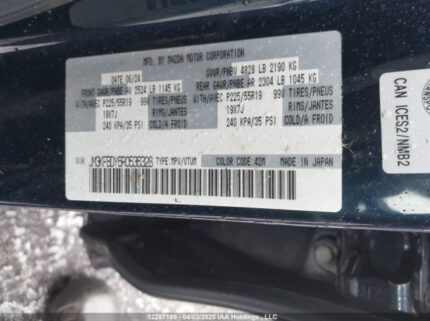 MFD BY MAZDA MOTOR CORPORATION
DATE 06/24 GVWR/PNBV 4828 LB 2190 KG
FRONT GAWR/PNBE AV 2524 LB 1145 KG REAR GAWR/PNBE AR 2304 LB 1045 KG
WITH/AVEC P225/55R19 99V TIRES/PNEUS WITH/AVEC P225/55R19 99V TIRES/PNEUS
19X7J RIMS/JANTES 19X7J RIMS/JANTES
240 KPA/35 PSI COLD/A FROID 240 KPA/35 PSI COLD/A FROID
TYPE:MPV/VTUM COLOR CODE:42M MADE IN JAPAN
CAN ICES2/NMB2
12287199 - 04/03/2025 IAA Holdings , LLC